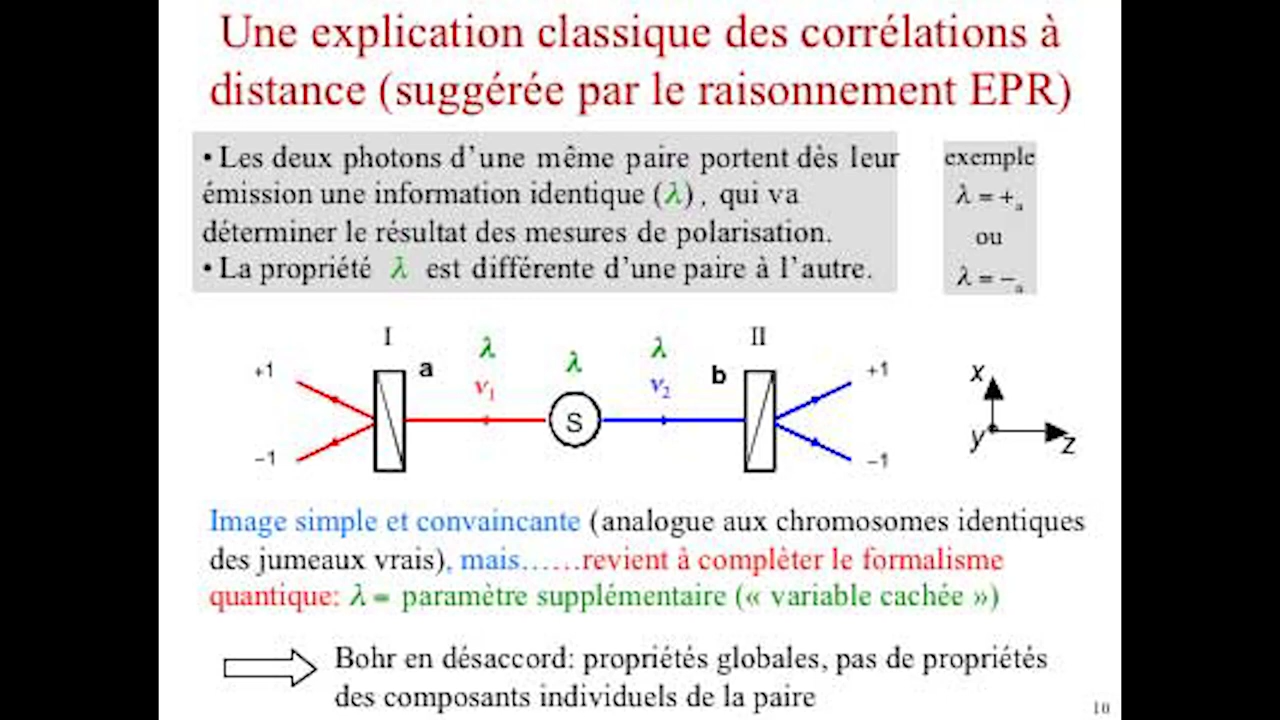 Une explication classique des corrélations à
distance (suggérée par le raisonnement EPR)
• Les deux photons d’une même paire portent dès leur
émission une information identique (λ), qui va
déterminer le résultat des mesures de polarisation.
• La propriété λ est différente d’une paire à l’autre.
exemple
λ = +ₐ
ou
λ = −ₐ
I
II
+1
a
λ
ν₁
λ
λ
ν₂
b
+1
S
−1
−1
x
y
z
Image simple et convaincante (analogue aux chromosomes identiques
des jumeaux vrais), mais……revient à complèter le formalisme
quantique: λ = paramètre supplémentaire (« variable cachée »)
Bohr en désaccord: propriétés globales, pas de propriétés
des composants individuels de la paire
10